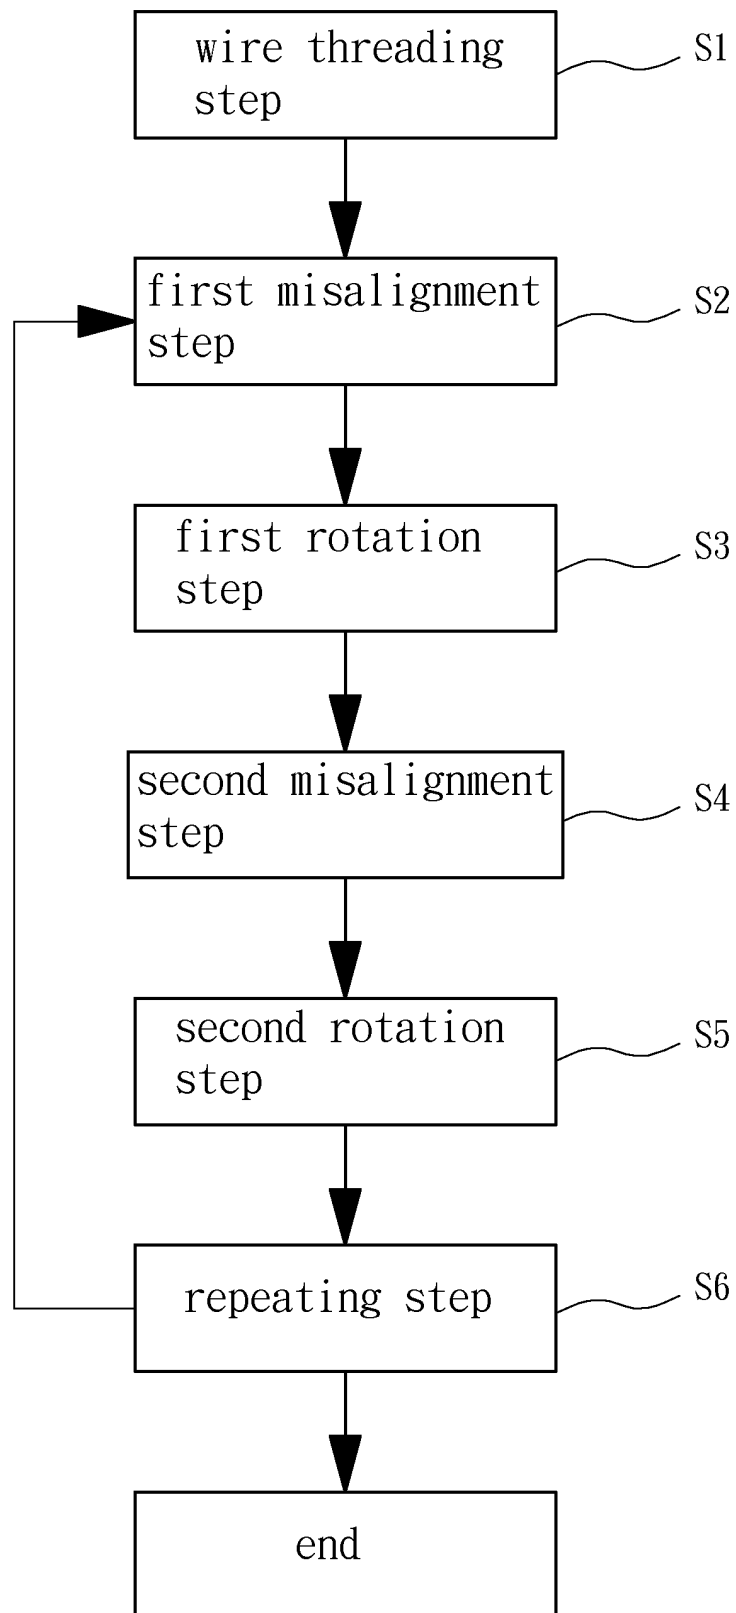 wire threading
step
S1
first misalignment
step
S2
first rotation
step
S3
second misalignment
step
S4
second rotation
step
S5
repeating step
S6
end